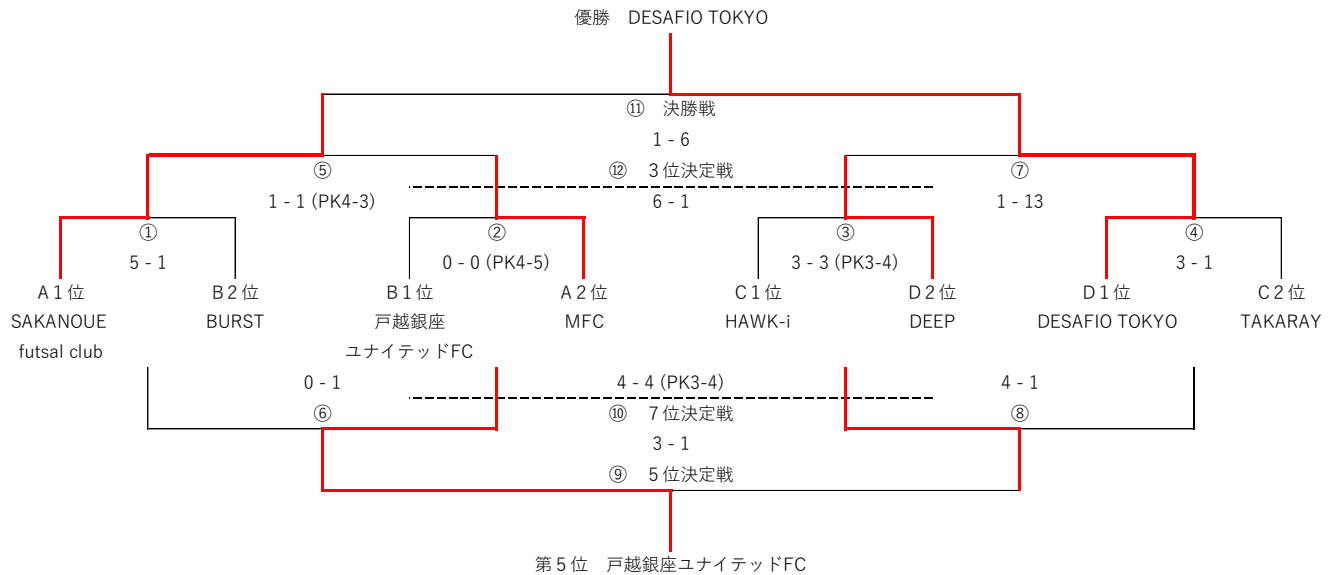 優勝　DESAFIO TOKYO
⑪　決勝戦
1 - 6
⑤
⑫　３位決定戦
⑦
1 - 1 (PK4-3)
6 - 1
1 - 13
①
②
③
④
5 - 1
0 - 0 (PK4-5)
3 - 3 (PK3-4)
3 - 1
A１位
B２位
B１位
A２位
C１位
D２位
D１位
C２位
SAKANOUE
BURST
戸越銀座
MFC
HAWK-i
DEEP
DESAFIO TOKYO
TAKARAY
futsal club
ユナイテッドFC
0 - 1
4 - 4 (PK3-4)
4 - 1
⑥
⑩　７位決定戦
⑧
3 - 1
⑨　５位決定戦
第５位　戸越銀座ユナイテッドFC